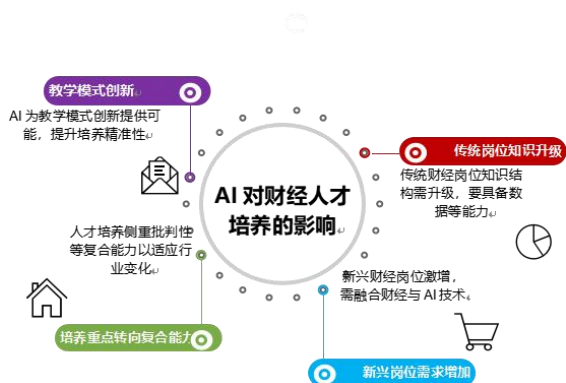 教学模式创新
AI 为教学模式创新提供可
能，提升培养精准性
传统岗位知识升级
传统财经岗位知识结
构需升级，要具备数
据等能力
AI 对财经人才
培养的影响
人才培养侧重批判性
等复合能力以适应行
业变化
培养重点转向复合能力
新兴财经岗位激增，
需融合财经与 AI 技术
新兴岗位需求增加